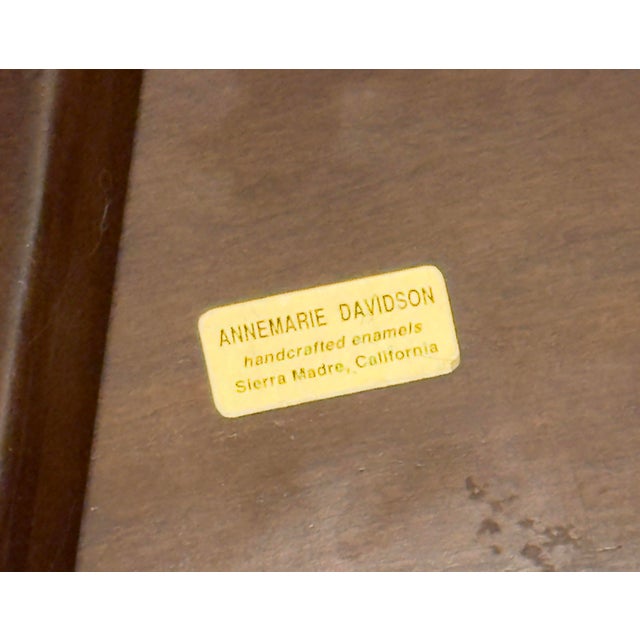 ANNEMARIE DAVIDSON
handcrafted enamels
Sierra Madre, California